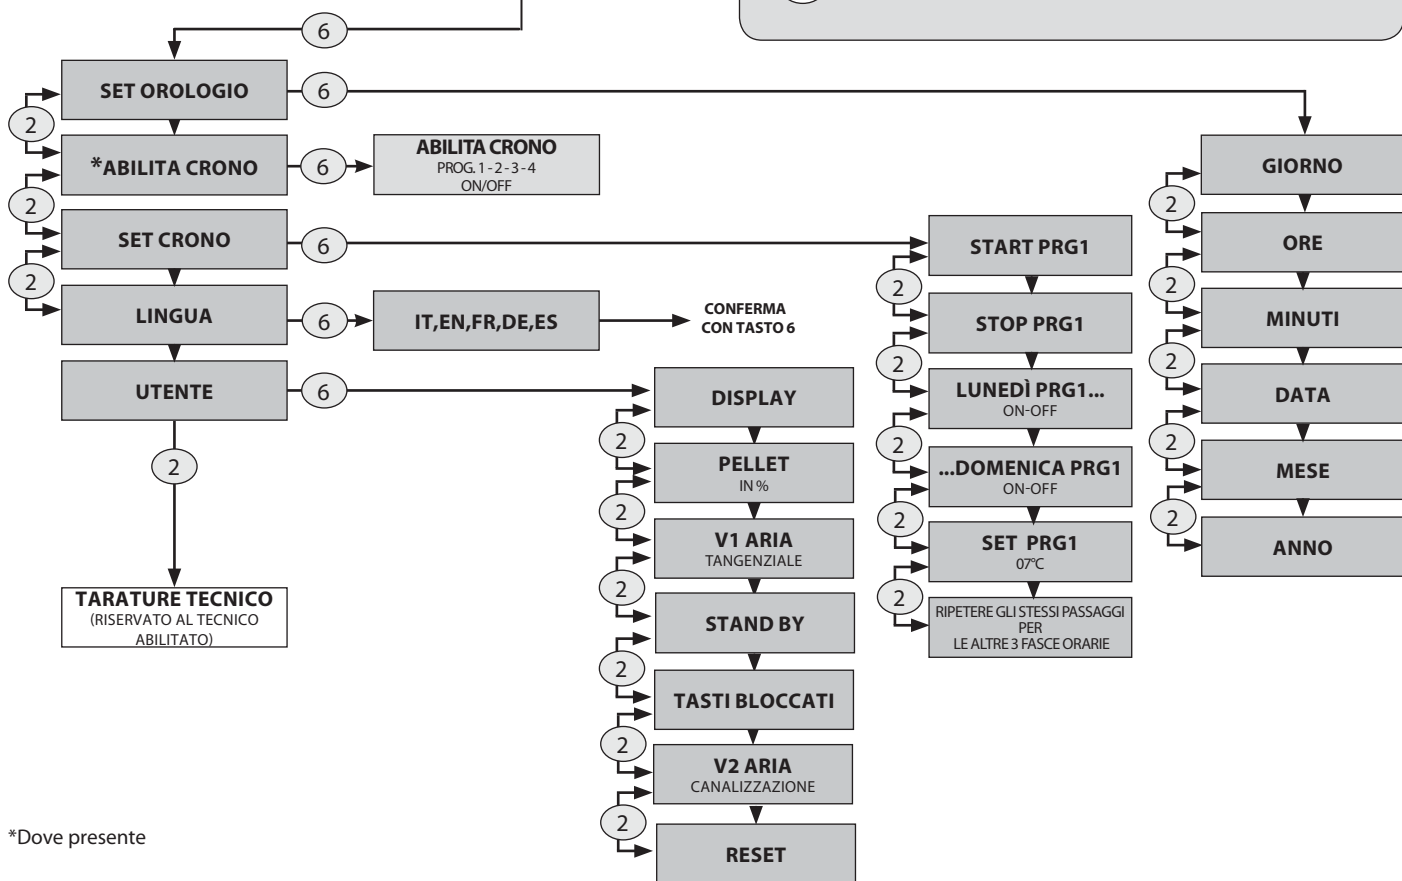 6
SET OROLOGIO
6
2
*ABILITA CRONO
6
ABILITA CRONO
PROG. 1 - 2 - 3 - 4
ON/OFF
2
SET CRONO
6
2
LINGUA
6
IT,EN,FR,DE,ES
CONFERMA
CON TASTO 6
UTENTE
6
2
TARATURE TECNICO
(RISERVATO AL TECNICO
ABILITATO)
DISPLAY
2
PELLET
IN %
2
V1 ARIA
TANGENZIALE
2
STAND BY
2
TASTI BLOCCATI
2
V2 ARIA
CANALIZZAZIONE
2
RESET
START PRG1
2
STOP PRG1
2
LUNEDÌ PRG1...
ON-OFF
2
...DOMENICA PRG1
ON-OFF
2
SET PRG1
07°C
2
RIPETERE GLI STESSI PASSAGGI
PER
LE ALTRE 3 FASCE ORARIE
GIORNO
2
ORE
2
MINUTI
2
DATA
2
MESE
2
ANNO
*Dove presente